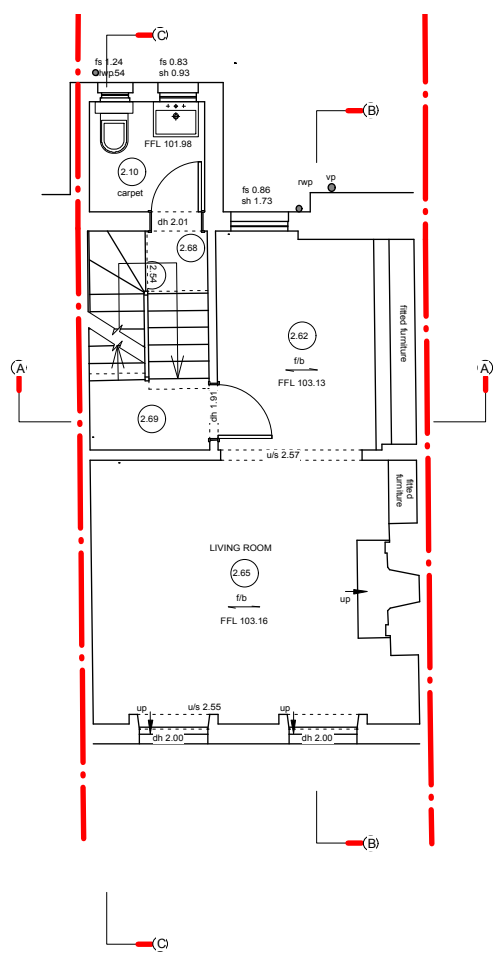 (C)
fs 1.24
rwp.54
fs 0.83
sh 0.93
(B)
FFL 101.98
2.10
carpet
fs 0.86
sh 1.73
rwp
vp
dh 2.01
2.68
2.54
fitted furniture
2.62
f/b
FFL 103.13
(A)
(A)
dh 1.91
2.69
u/s 2.57
fitted
furniture
LIVING ROOM
2.65
f/b
FFL 103.16
up
up
u/s 2.55
up
dh 2.00
dh 2.00
(B)
(C)